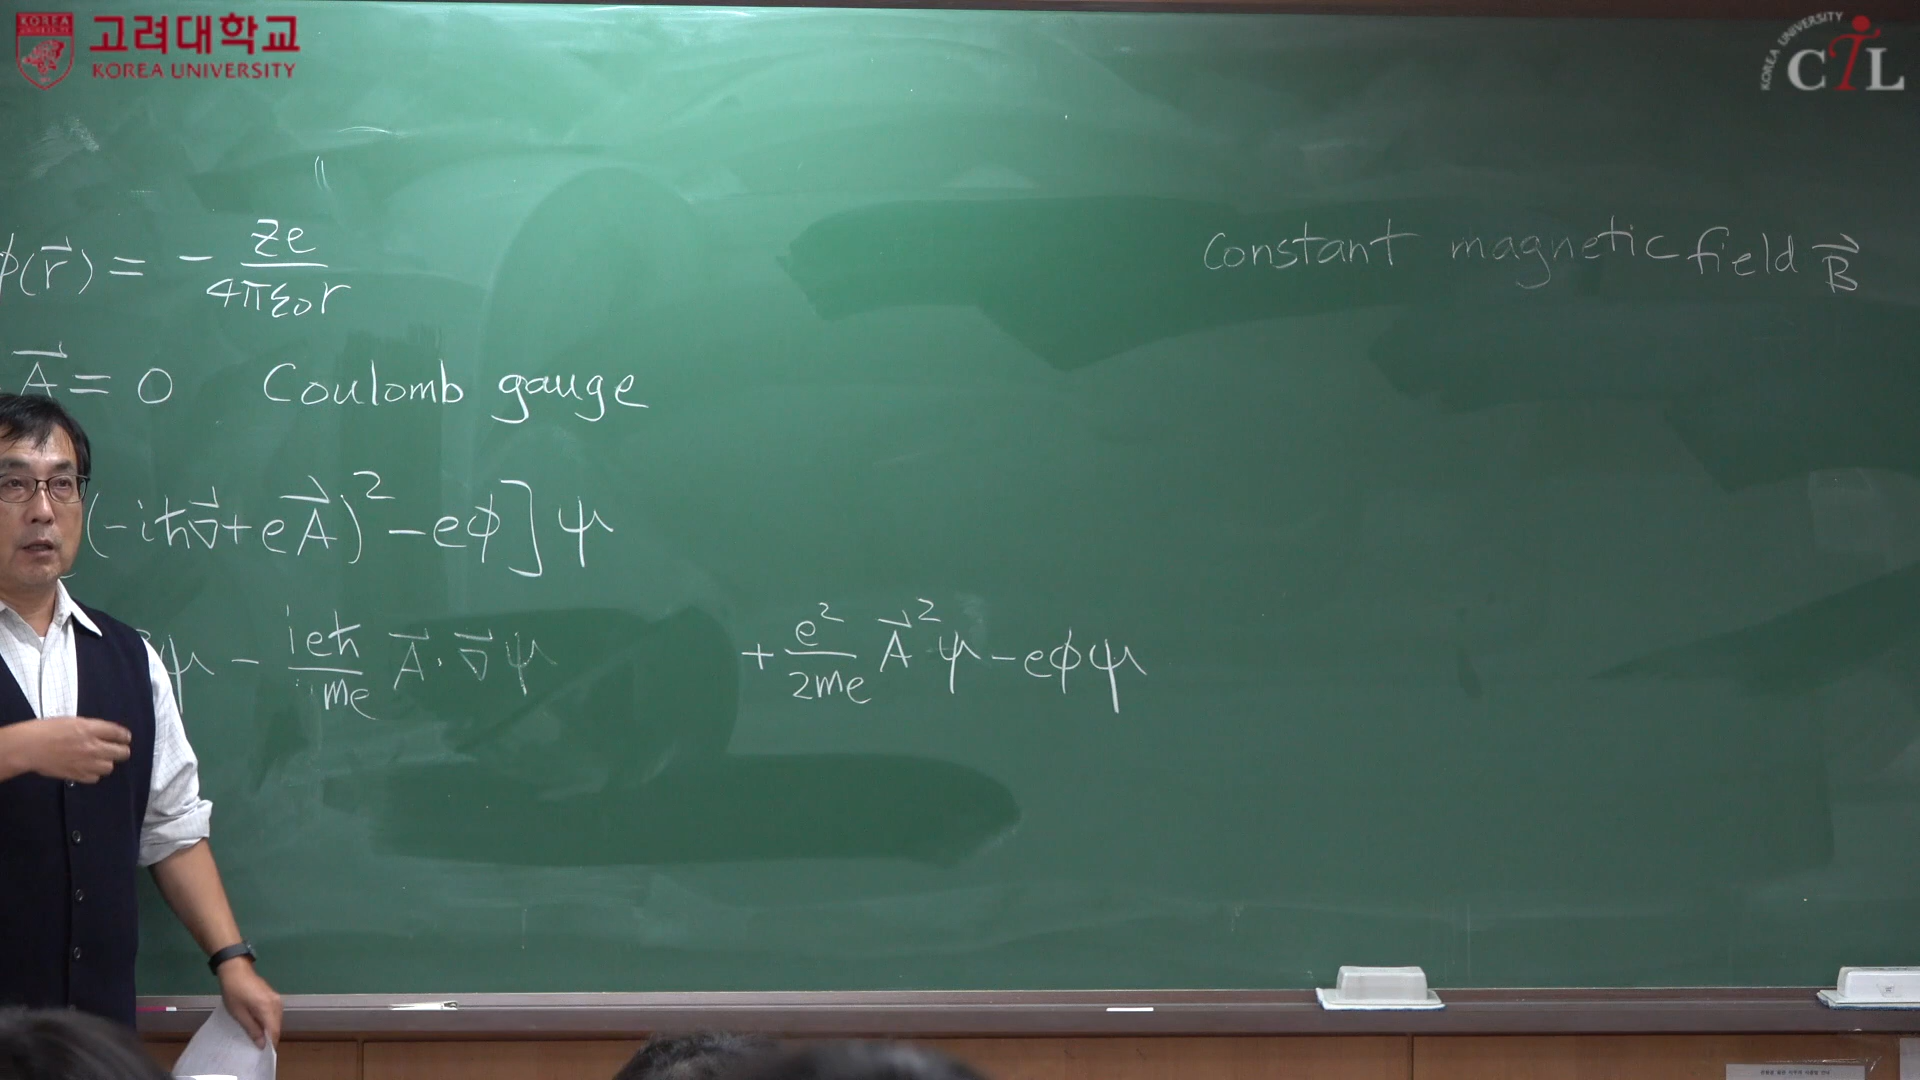 고려대학교
KOREA UNIVERSITY
KOREA UNIVERSITY
CTL
φ(r⃗) = - Ze / 4πε₀r
constant magnetic field B⃗
A⃗ = 0 Coulomb gauge
(-iħ∇⃗ + eA⃗)² - eφ]ψ
ψ - ieħ/me A⃗·∇⃗ψ + e²/2me A⃗²ψ - eφψ